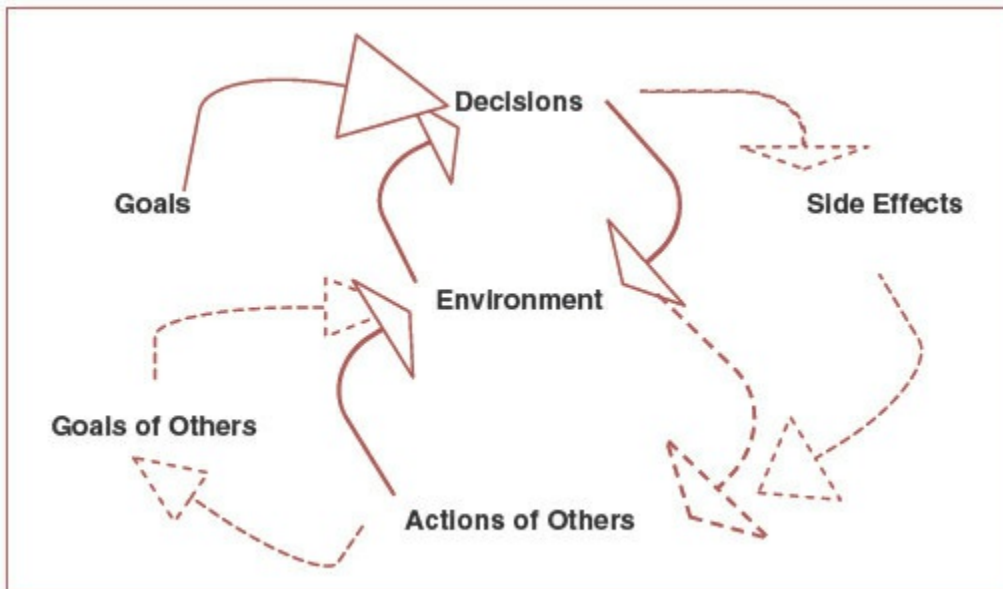 Decisions
Goals
Side Effects
Environment
Goals of Others
Actions of Others